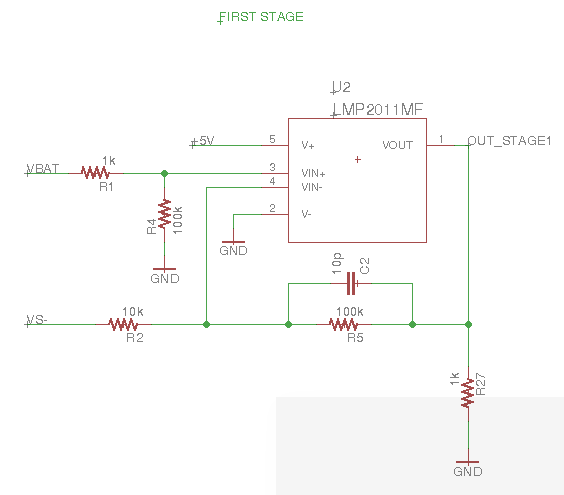 FIRST STAGE
U2
LMP2011MF
+5V
5
V+
VOUT
1
OUT_STAGE1
VBAT
1k
R1
3
VIN+
4
VIN-
R4
100k
2
V-
GND
GND
10p
C2
VS-
10k
R2
100k
R5
1k
R27
GND